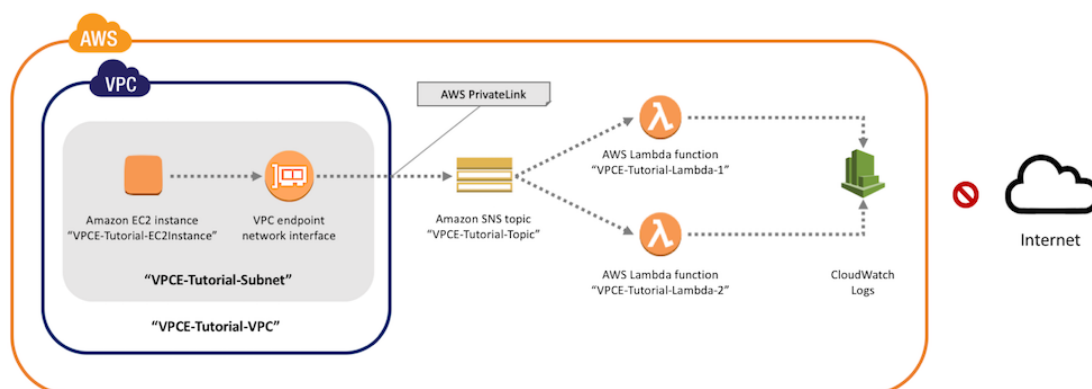 AWS
VPC
AWS PrivateLink
Amazon EC2 instance
“VPCE-Tutorial-EC2Instance”
VPC endpoint
network interface
“VPCE-Tutorial-Subnet”
“VPCE-Tutorial-VPC”
Amazon SNS topic
“VPCE-Tutorial-Topic”
λ
AWS Lambda function
“VPCE-Tutorial-Lambda-1”
λ
AWS Lambda function
“VPCE-Tutorial-Lambda-2”
CloudWatch
Logs
Internet